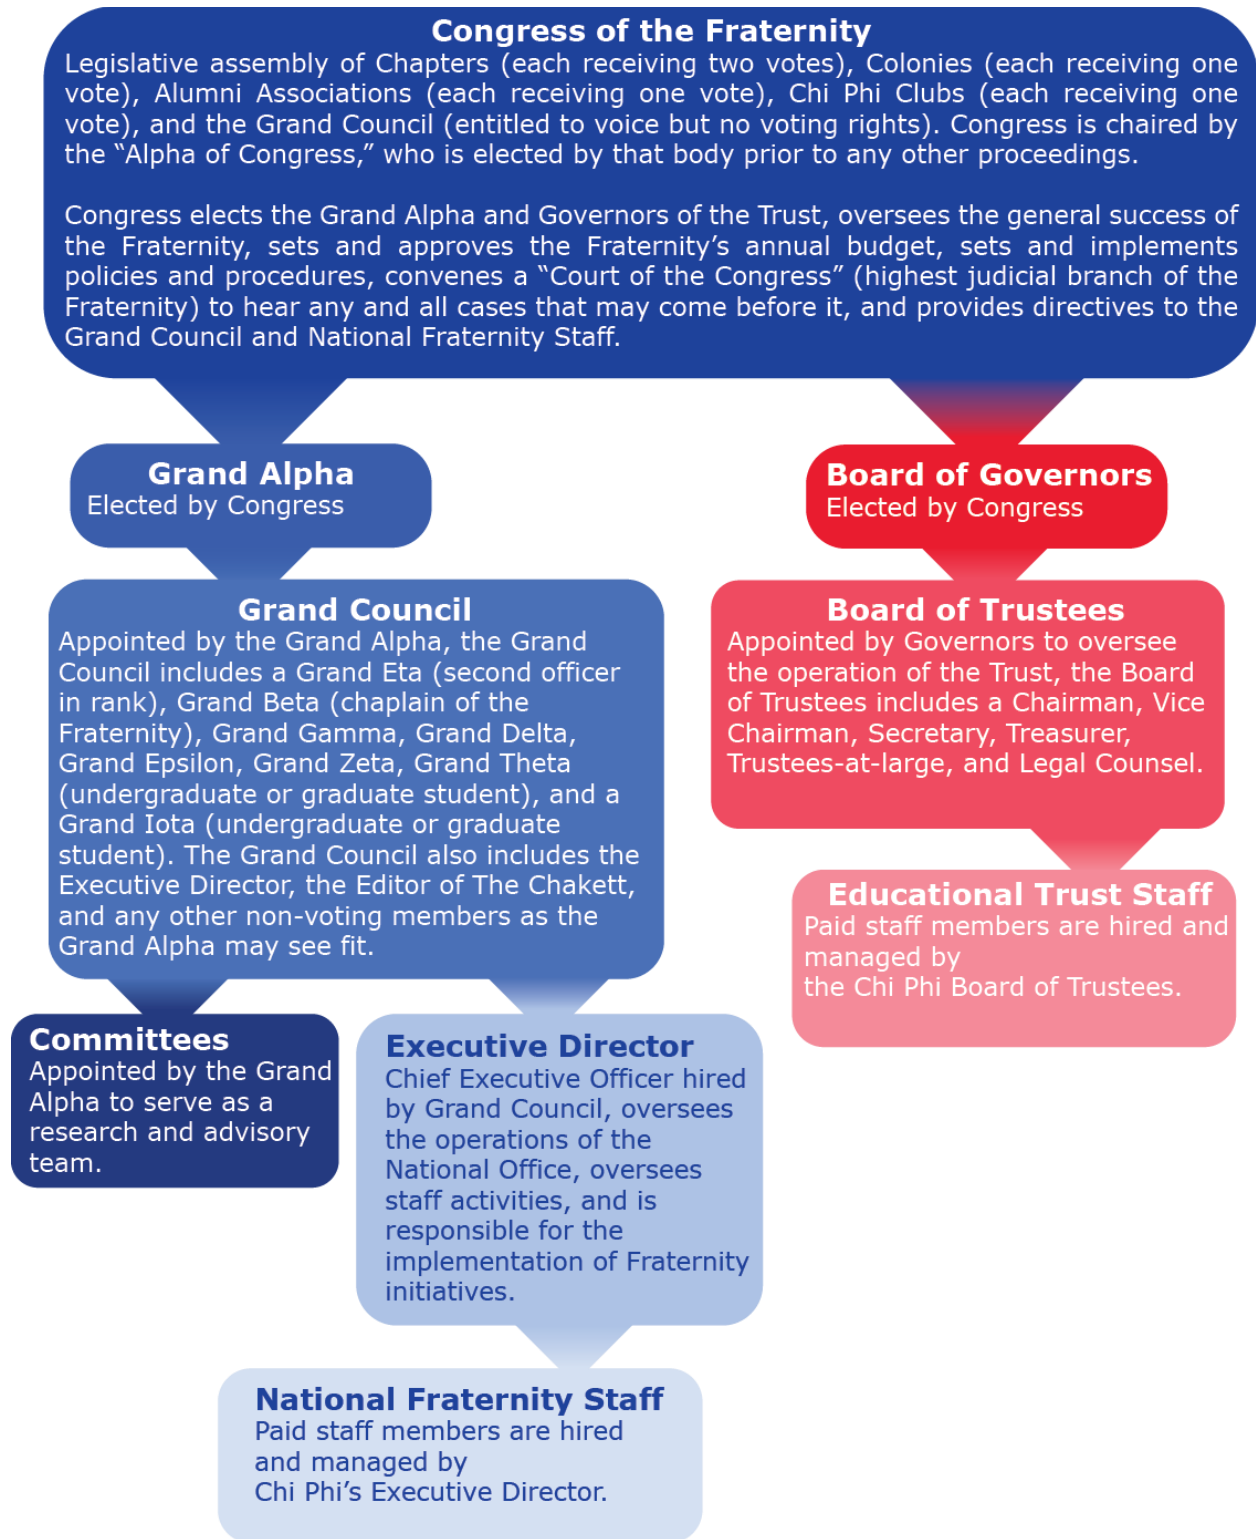 Congress of the Fraternity
Legislative assembly of Chapters (each receiving two votes), Colonies (each receiving one
vote), Alumni Associations (each receiving one vote), Chi Phi Clubs (each receiving one
vote), and the Grand Council (entitled to voice but no voting rights). Congress is chaired by
the “Alpha of Congress,” who is elected by that body prior to any other proceedings.
Congress elects the Grand Alpha and Governors of the Trust, oversees the general success of
the Fraternity, sets and approves the Fraternity’s annual budget, sets and implements
policies and procedures, convenes a “Court of the Congress” (highest judicial branch of the
Fraternity) to hear any and all cases that may come before it, and provides directives to the
Grand Council and National Fraternity Staff.
Grand Alpha
Elected by Congress
Board of Governors
Elected by Congress
Grand Council
Appointed by the Grand Alpha, the Grand
Council includes a Grand Eta (second officer
in rank), Grand Beta (chaplain of the
Fraternity), Grand Gamma, Grand Delta,
Grand Epsilon, Grand Zeta, Grand Theta
(undergraduate or graduate student), and a
Grand Iota (undergraduate or graduate
student). The Grand Council also includes the
Executive Director, the Editor of The Chakett,
and any other non-voting members as the
Grand Alpha may see fit.
Board of Trustees
Appointed by Governors to oversee
the operation of the Trust, the Board
of Trustees includes a Chairman, Vice
Chairman, Secretary, Treasurer,
Trustees-at-large, and Legal Counsel.
Educational Trust Staff
Paid staff members are hired and
managed by
the Chi Phi Board of Trustees.
Committees
Appointed by the Grand
Alpha to serve as a
research and advisory
team.
Executive Director
Chief Executive Officer hired
by Grand Council, oversees
the operations of the
National Office, oversees
staff activities, and is
responsible for the
implementation of Fraternity
initiatives.
National Fraternity Staff
Paid staff members are hired
and managed by
Chi Phi’s Executive Director.